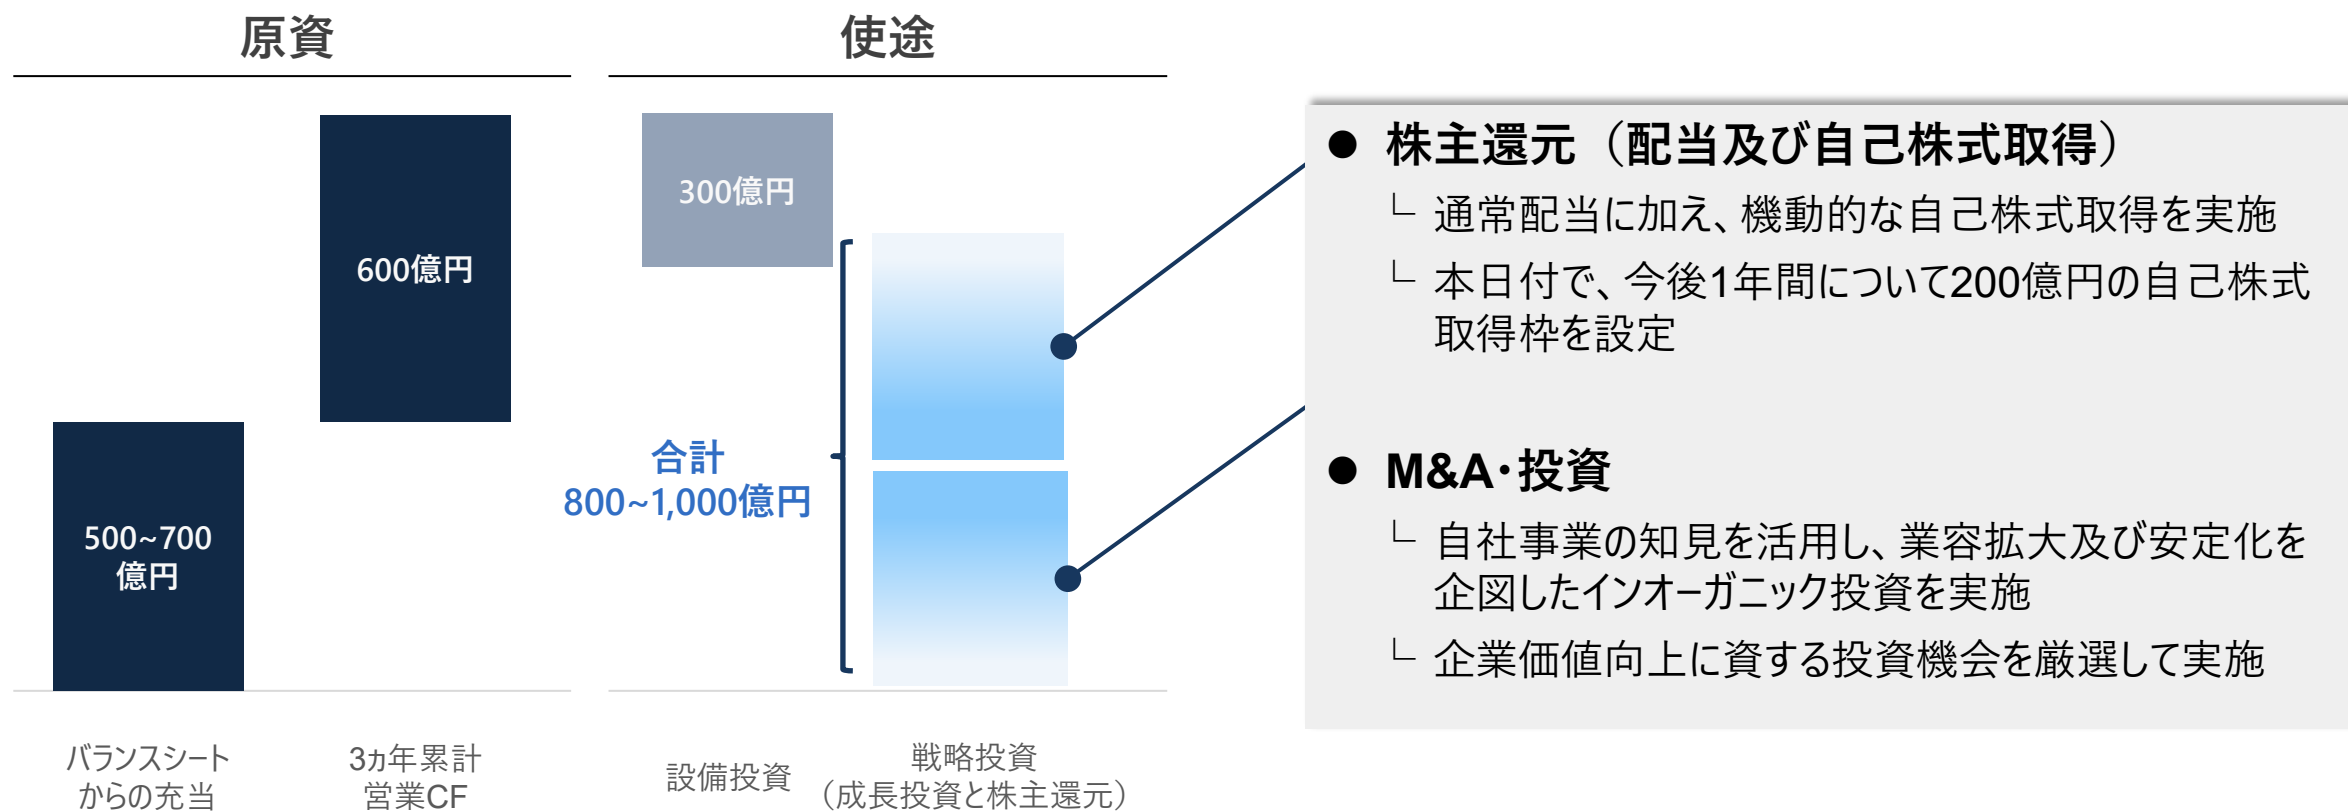 原資
使途
600億円
500~700
億円
300億円
合計
800~1,000億円
バランスシート
からの充当
3ヵ年累計
営業CF
設備投資
戦略投資
（成長投資と株主還元）
● 株主還元（配当及び自己株式取得）
└ 通常配当に加え、機動的な自己株式取得を実施
└ 本日付で、今後1年間について200億円の自己株式
取得枠を設定
● M&A・投資
└ 自社事業の知見を活用し、業容拡大及び安定化を
企図したインオーガニック投資を実施
└ 企業価値向上に資する投資機会を厳選して実施